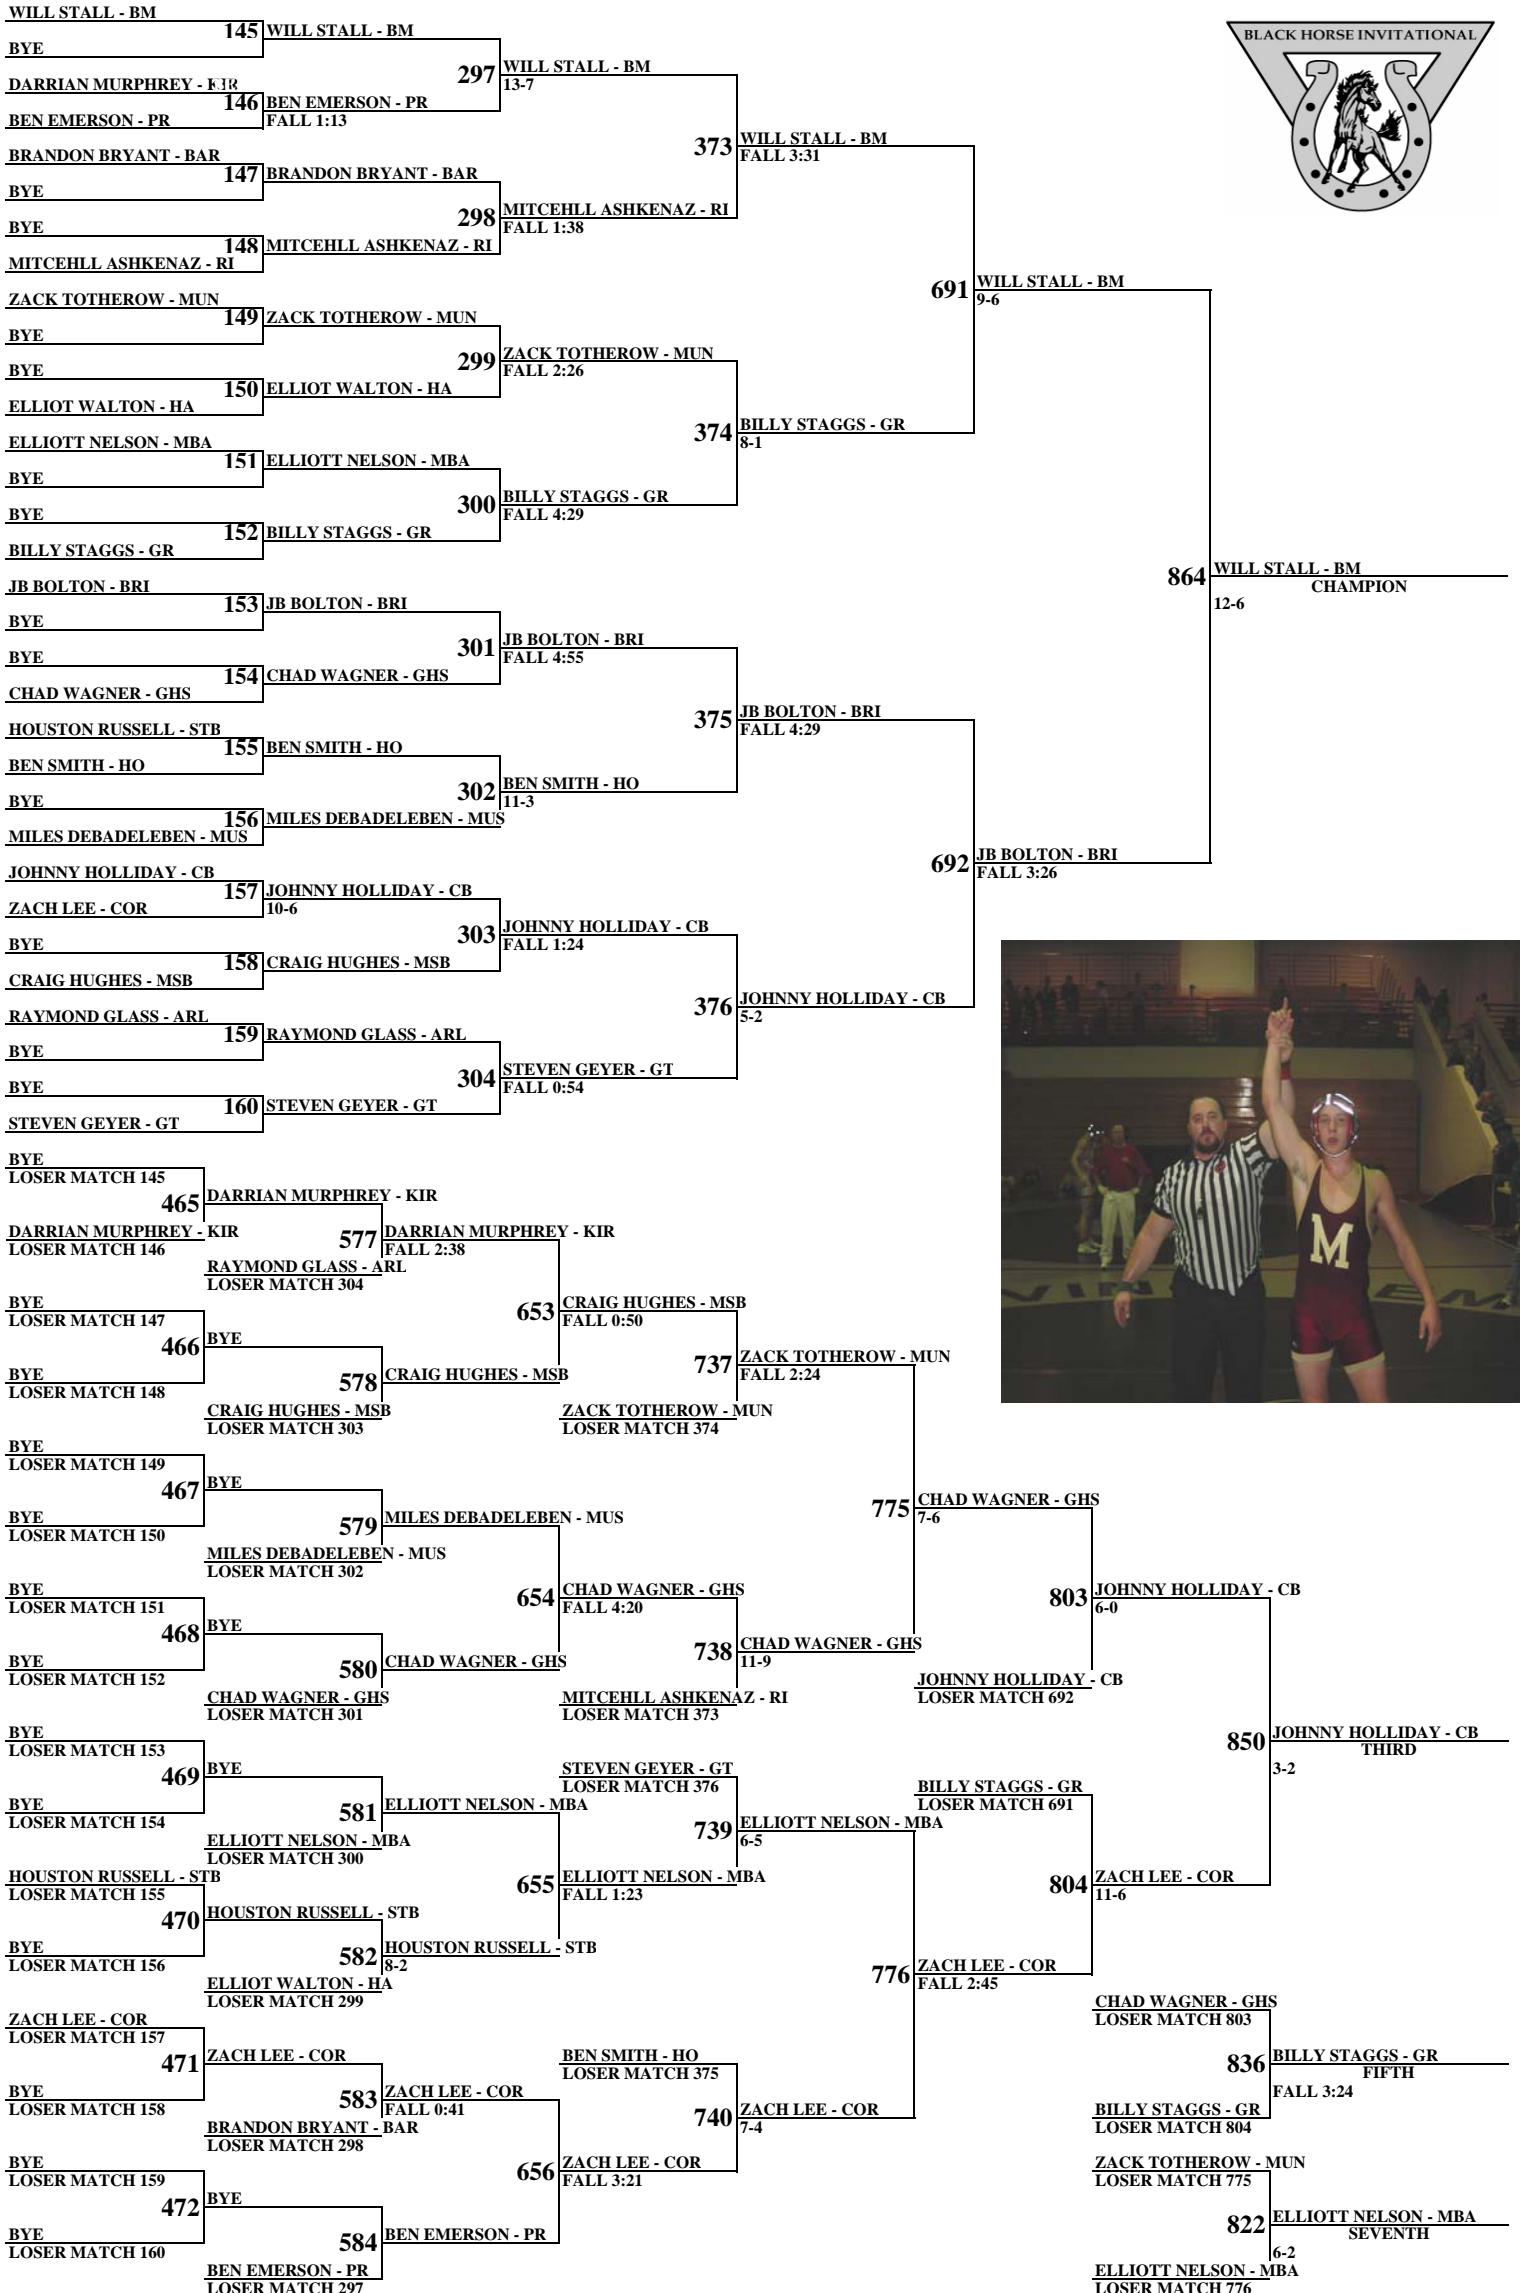 BLACK HORSE INVITATIONAL
WILL STALL - BM
BYE
145
WILL STALL - BM
DARRIAN MURPHREY - KIR
BEN EMERSON - PR
146
BEN EMERSON - PR
FALL 1:13
297
WILL STALL - BM
13-7
BRANDON BRYANT - BAR
BYE
147
BRANDON BRYANT - BAR
BYE
MITCEHLL ASHKENAZ - RI
148
MITCEHLL ASHKENAZ - RI
298
MITCEHLL ASHKENAZ - RI
FALL 1:38
373
WILL STALL - BM
FALL 3:31
ZACK TOTHEROW - MUN
BYE
149
ZACK TOTHEROW - MUN
BYE
ELLIOT WALTON - HA
150
ELLIOT WALTON - HA
299
ZACK TOTHEROW - MUN
FALL 2:26
ELLIOTT NELSON - MBA
BYE
151
ELLIOTT NELSON - MBA
BYE
BILLY STAGGS - GR
152
BILLY STAGGS - GR
300
BILLY STAGGS - GR
FALL 4:29
374
BILLY STAGGS - GR
8-1
691
WILL STALL - BM
9-6
JB BOLTON - BRI
BYE
153
JB BOLTON - BRI
BYE
CHAD WAGNER - GHS
154
CHAD WAGNER - GHS
301
JB BOLTON - BRI
FALL 4:55
HOUSTON RUSSELL - STB
BEN SMITH - HO
155
BEN SMITH - HO
BYE
MILES DEBADELEBEN - MUS
156
MILES DEBADELEBEN - MUS
302
BEN SMITH - HO
11-3
375
JB BOLTON - BRI
FALL 4:29
JOHNNY HOLLIDAY - CB
ZACH LEE - COR
157
JOHNNY HOLLIDAY - CB
10-6
BYE
CRAIG HUGHES - MSB
158
CRAIG HUGHES - MSB
303
JOHNNY HOLLIDAY - CB
FALL 1:24
RAYMOND GLASS - ARL
BYE
159
RAYMOND GLASS - ARL
BYE
STEVEN GEYER - GT
160
STEVEN GEYER - GT
304
STEVEN GEYER - GT
FALL 0:54
376
JOHNNY HOLLIDAY - CB
5-2
692
JB BOLTON - BRI
FALL 3:26
864
WILL STALL - BM
CHAMPION
12-6
M
BYE
LOSER MATCH 145
465
DARRIAN MURPHREY - KIR
DARRIAN MURPHREY - KIR
LOSER MATCH 146
577
DARRIAN MURPHREY - KIR
FALL 2:38
RAYMOND GLASS - ARL
LOSER MATCH 304
BYE
LOSER MATCH 147
466
BYE
BYE
LOSER MATCH 148
578
CRAIG HUGHES - MSB
CRAIG HUGHES - MSB
LOSER MATCH 303
653
CRAIG HUGHES - MSB
FALL 0:50
737
ZACK TOTHEROW - MUN
FALL 2:24
ZACK TOTHEROW - MUN
LOSER MATCH 374
BYE
LOSER MATCH 149
467
BYE
BYE
LOSER MATCH 150
579
MILES DEBADELEBEN - MUS
MILES DEBADELEBEN - MUS
LOSER MATCH 302
BYE
LOSER MATCH 151
468
BYE
BYE
LOSER MATCH 152
580
CHAD WAGNER - GHS
CHAD WAGNER - GHS
LOSER MATCH 301
654
CHAD WAGNER - GHS
FALL 4:20
738
CHAD WAGNER - GHS
11-9
MITCEHLL ASHKENAZ - RI
LOSER MATCH 373
775
CHAD WAGNER - GHS
7-6
803
JOHNNY HOLLIDAY - CB
6-0
JOHNNY HOLLIDAY - CB
LOSER MATCH 692
BYE
LOSER MATCH 153
469
BYE
BYE
LOSER MATCH 154
581
ELLIOTT NELSON - MBA
ELLIOTT NELSON - MBA
LOSER MATCH 300
HOUSTON RUSSELL - STB
LOSER MATCH 155
470
HOUSTON RUSSELL - STB
BYE
LOSER MATCH 156
582
HOUSTON RUSSELL - STB
8-2
ELLIOT WALTON - HA
LOSER MATCH 299
STEVEN GEYER - GT
LOSER MATCH 376
739
ELLIOTT NELSON - MBA
6-5
655
ELLIOTT NELSON - MBA
FALL 1:23
BILLY STAGGS - GR
LOSER MATCH 691
804
ZACH LEE - COR
11-6
850
JOHNNY HOLLIDAY - CB
THIRD
3-2
776
ZACH LEE - COR
FALL 2:45
ZACH LEE - COR
LOSER MATCH 157
471
ZACH LEE - COR
BYE
LOSER MATCH 158
583
ZACH LEE - COR
FALL 0:41
BRANDON BRYANT - BAR
LOSER MATCH 298
BYE
LOSER MATCH 159
472
BYE
BYE
LOSER MATCH 160
584
BEN EMERSON - PR
BEN EMERSON - PR
LOSER MATCH 297
BEN SMITH - HO
LOSER MATCH 375
740
ZACH LEE - COR
7-4
656
ZACH LEE - COR
FALL 3:21
CHAD WAGNER - GHS
LOSER MATCH 803
836
BILLY STAGGS - GR
FIFTH
FALL 3:24
BILLY STAGGS - GR
LOSER MATCH 804
ZACK TOTHEROW - MUN
LOSER MATCH 775
822
ELLIOTT NELSON - MBA
SEVENTH
6-2
ELLIOTT NELSON - MBA
LOSER MATCH 776